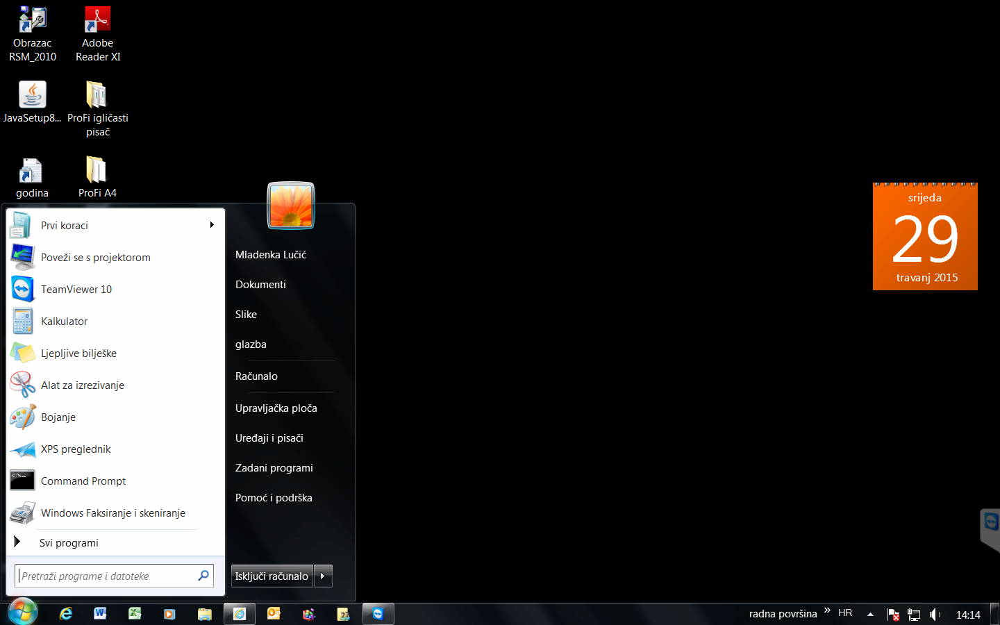 Obrazac
RSM_2010
Adobe
Reader XI
JavaSetup8...
ProFi igličasti
pisač
godina
ProFi A4
Prvi koraci
Poveži se s projektorom
TeamViewer 10
Kalkulator
Ljepljive bilješke
Alat za izrezivanje
Bojanje
XPS preglednik
Command Prompt
Windows Faksiranje i skeniranje
Svi programi
Pretraži programe i datoteke
Mladenka Lučić
Dokumenti
Slike
glazba
Računalo
Upravljačka ploča
Uređaji i pisači
Zadani programi
Pomoć i podrška
Isključi računalo
srijeda
29
travanj 2015
radna površina
HR
14:14